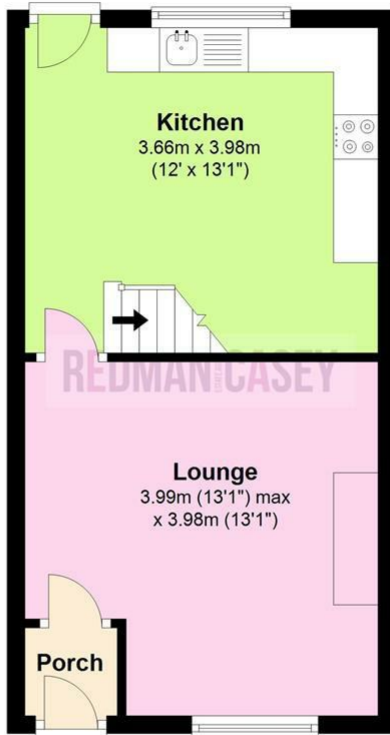 Kitchen
3.66m x 3.98m
(12' x 13'1")
REDMAN CASEY
Lounge
3.99m (13'1") max
x 3.98m (13'1")
Porch